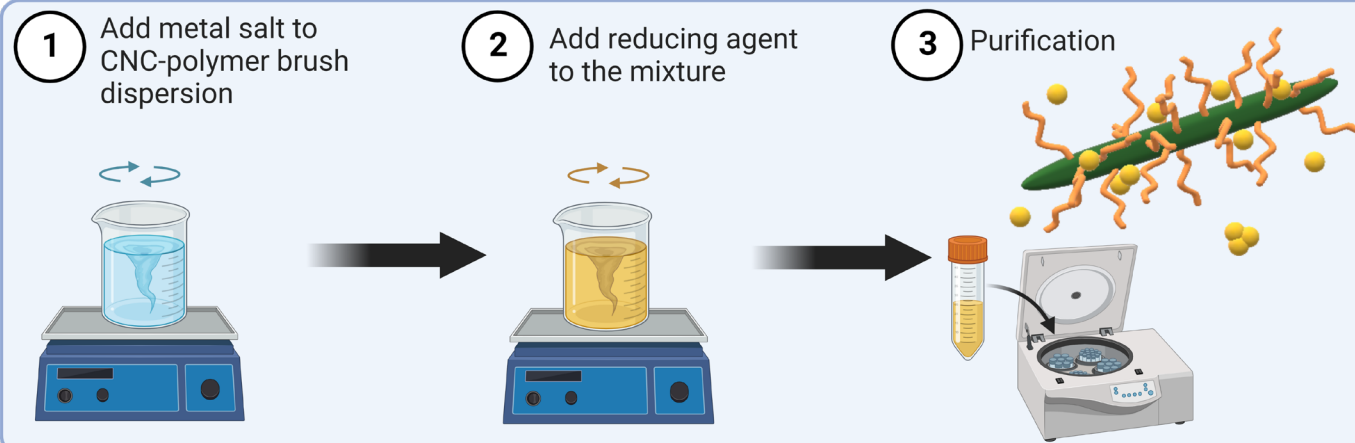 1
Add metal salt to
CNC-polymer brush
dispersion
2
Add reducing agent
to the mixture
3
Purification